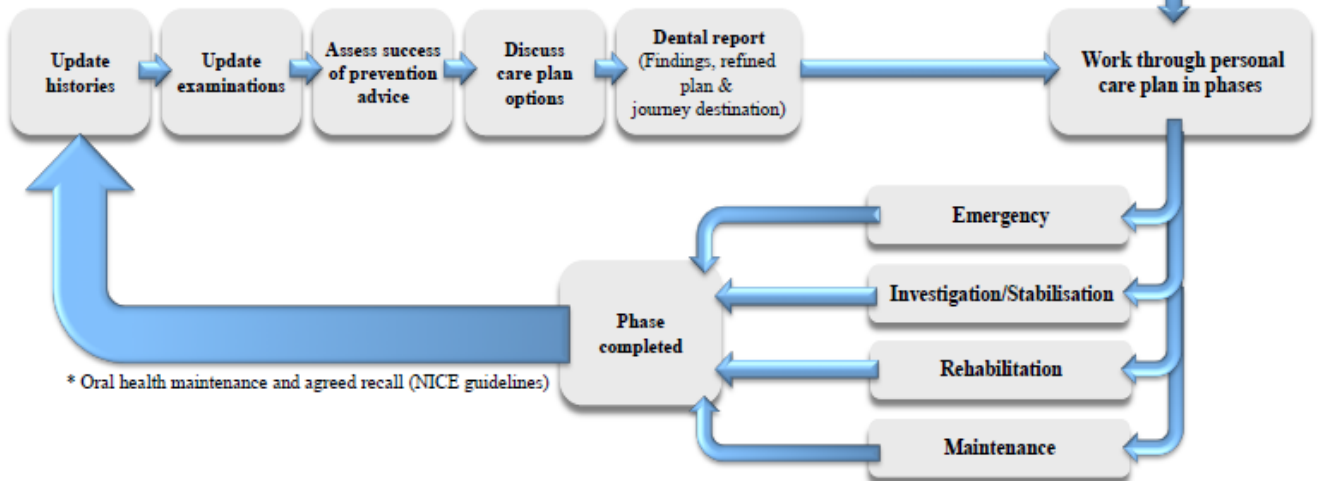 Update
histories
Update
examinations
Assess success
of prevention
advice
Discuss
care plan
options
Dental report
(Findings, refined
plan &
journey destination)
Work through personal
care plan in phases
Emergency
Investigation/Stabilisation
Rehabilitation
Maintenance
Phase
completed
* Oral health maintenance and agreed recall (NICE guidelines)